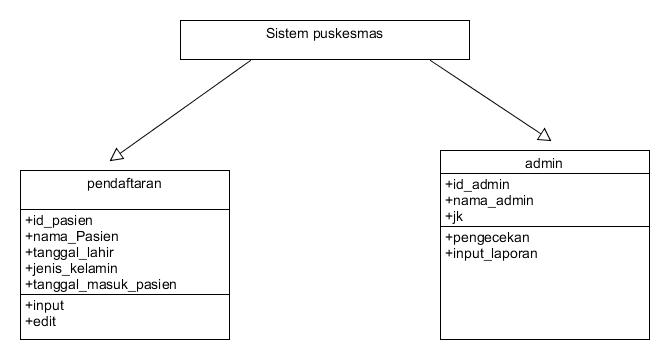 Sistem puskesmas
pendaftaran
+id_pasien
+nama_Pasien
+tanggal_lahir
+jenis_kelamin
+tanggal_masuk_pasien
+input
+edit
admin
+id_admin
+nama_admin
+jk
+pengecekan
+input_laporan